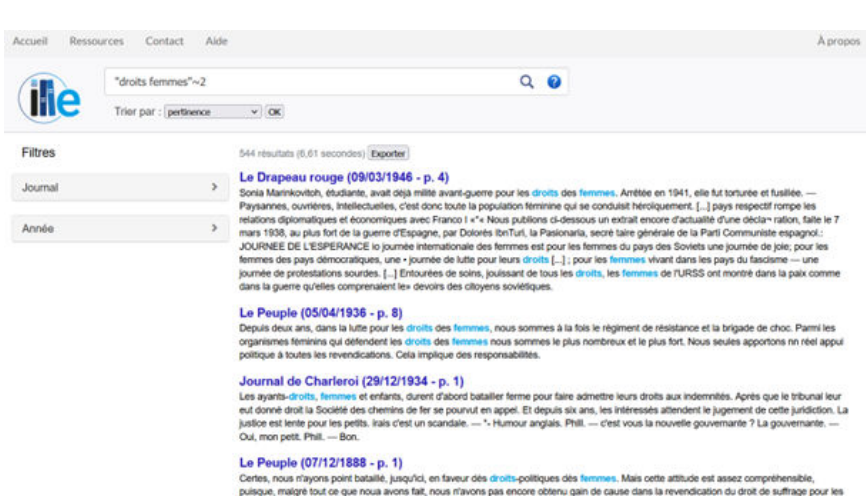 Accueil Ressources Contact Aide À propos
ille
"droits femmes"~2
Trier par : pertinence OK
Filtres
Journal
Année
544 résultats (6,61 secondes) Exporter
Le Drapeau rouge (09/03/1946 - p. 4)
Sonia Marinkovitch, étudiante, avait déjà milité avant-guerre pour les droits des femmes. Arrêtée en 1941, elle fut torturée et fusillée. —
Paysannes, ouvrières, Intellectuelles, c'est donc toute la population féminine qui se conduisit héroïquement. [...] pays respectif rompe les
relations diplomatiques et économiques avec Franco I «"« Nous publions ci-dessous un extrait encore d'actualité d'une décla¬ ration, faite le 7
mars 1938, au plus fort de la guerre d'Espagne, par Dolorès IbnTurI, la Pasionaria, secré taire générale de la Parti Communiste espagnol.:
JOURNEE DE L'ESPERANCE io journée internationale des femmes est pour les femmes du pays des Soviets une journée de joie; pour les
femmes des pays démocratiques, une • journée de lutte pour leurs droits [...] ; pour les femmes vivant dans les pays du fascisme — une
journée de protestations sourdes. [...] Entourées de soins, jouissant de tous les droits, les femmes de l'URSS ont montré dans la paix comme
dans la guerre qu'elles comprenaient le» devoirs des citoyens soviétiques.
Le Peuple (05/04/1936 - p. 8)
Depuis deux ans, dans la lutte pour les droits des femmes, nous sommes à la fois le régiment de résistance et la brigade de choc. Parmi les
organismes féminins qui défendent les droits des femmes nous sommes le plus nombreux et le plus fort. Nous seules apportons nn réel appui
politique à toutes les revendications. Cela implique des responsabilités.
Journal de Charleroi (29/12/1934 - p. 1)
Les ayants-droits, femmes et enfants, durent d'abord batailler ferme pour faire admettre leurs droits aux indemnités. Après que le tribunal leur
eut donné droit la Société des chemins de fer se pourvut en appel. Et depuis six ans, les intéressés attendent le jugement de cette juridiction. La
justice est lente pour les petits. irais c'est un scandale. — "- Humour anglais. Phill. — c'est vous la nouvelle gouvernante ? La gouvernante. —
Oui, mon petit. Phill. — Bon.
Le Peuple (07/12/1888 - p. 1)
Certes, nous n'ayons point bataillé, jusqu'ici, en faveur dés droits-politiques dès femmes. Mais cette attitude est assez compréhensible,
puisque, malgré tout ce que noua avons fait, nous n'avons pas encore obtenu gain de cause dans la revendication du droit de suffrage pour les